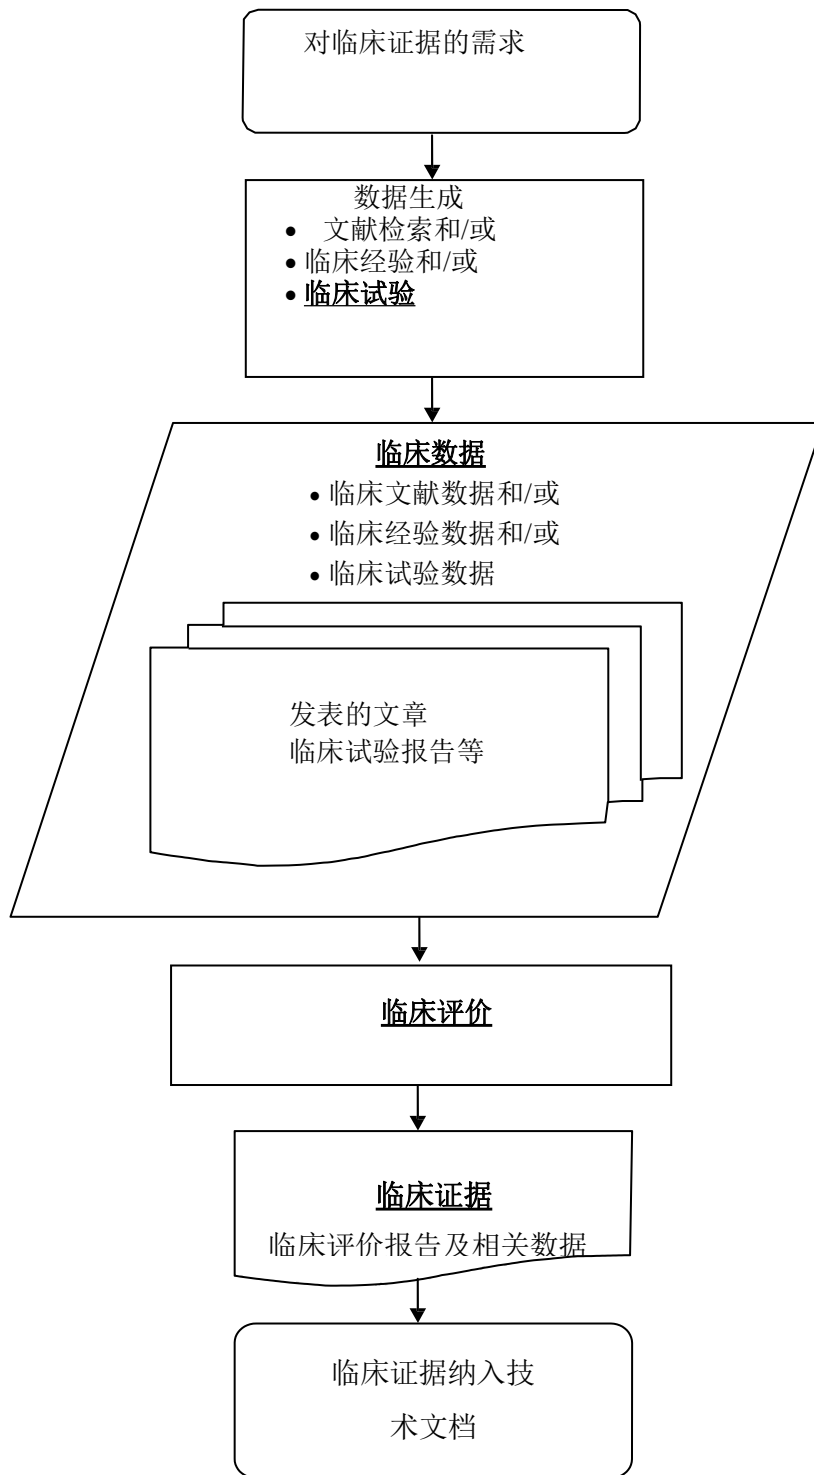 对临床证据的需求
数据生成
• 文献检索和/或
• 临床经验和/或
• 临床试验
临床数据
• 临床文献数据和/或
• 临床经验数据和/或
• 临床试验数据
发表的文章
临床试验报告等
临床评价
临床证据
临床评价报告及相关数据
临床证据纳入技
术文档